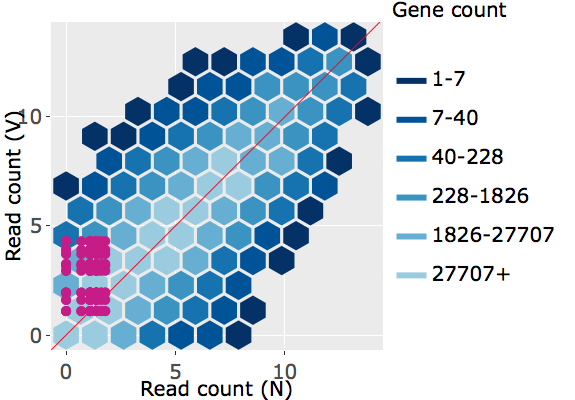 Gene count
1-7
7-40
40-228
228-1826
1826-27707
27707+
Read count (V)
10
5
0
0 5 10
Read count (N)